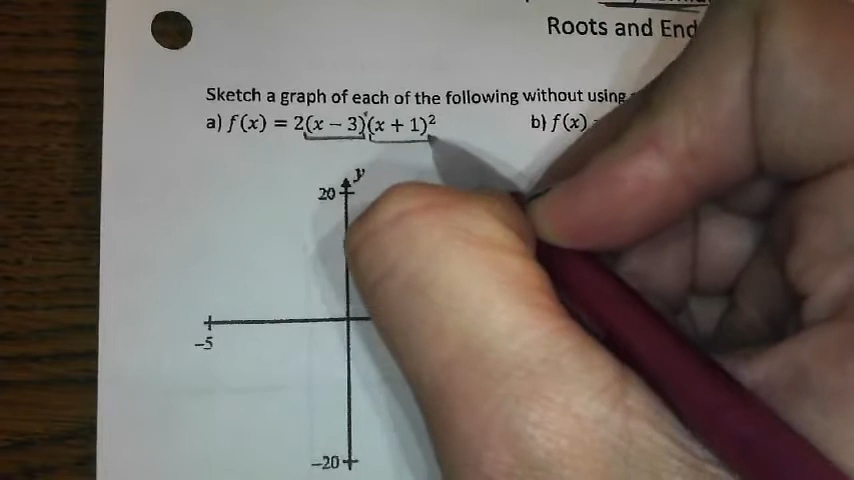 Roots and End
Sketch a graph of each of the following without using
a) f(x) = 2(x − 3)(x + 1)² b) f(x)
y
20
−5
−20